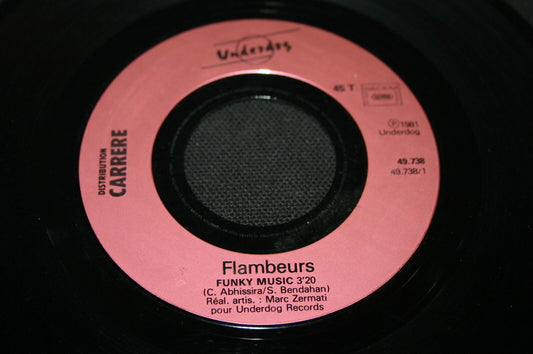 Underdog
45 T
℗ 1981
Underdog
DISTRIBUTION
CARRERE
49.738
49.738/1
Flambeurs
FUNKY MUSIC 3'20
(C. Abhissira/S. Bendahan)
Réal. artis. : Marc Zermati
pour Underdog Records